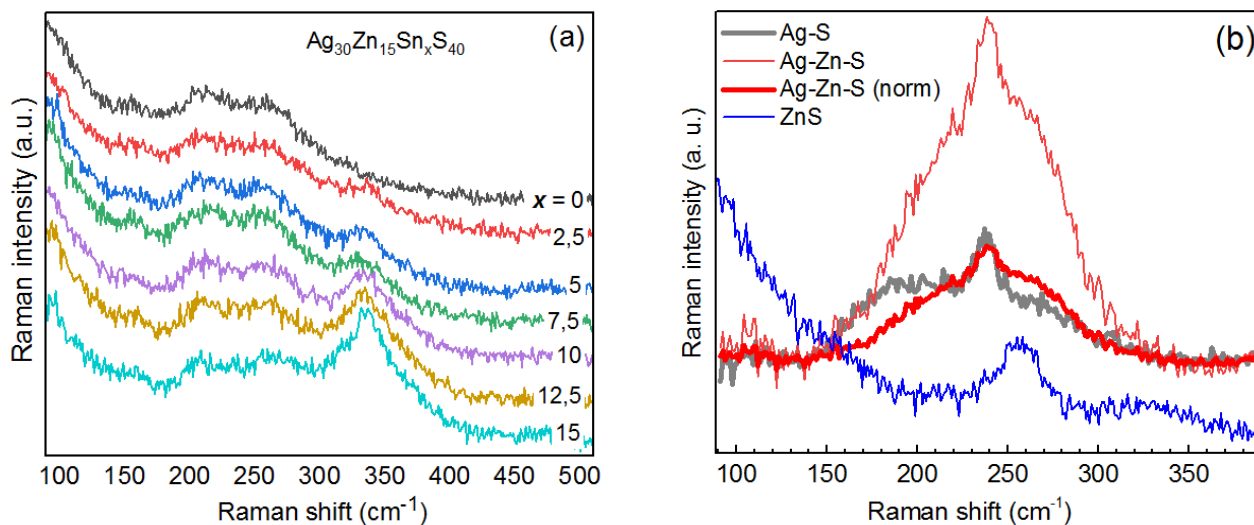 Ag₃₀Zn₁₅SnₓS₄₀
(a)
Raman intensity (a.u.)
x = 0
2,5
5
7,5
10
12,5
15
100 150 200 250 300 350 400 450 500
Raman shift (cm⁻¹)
(b)
Ag-S
Ag-Zn-S
Ag-Zn-S (norm)
ZnS
Raman intensity (a. u.)
100 150 200 250 300 350
Raman shift (cm⁻¹)